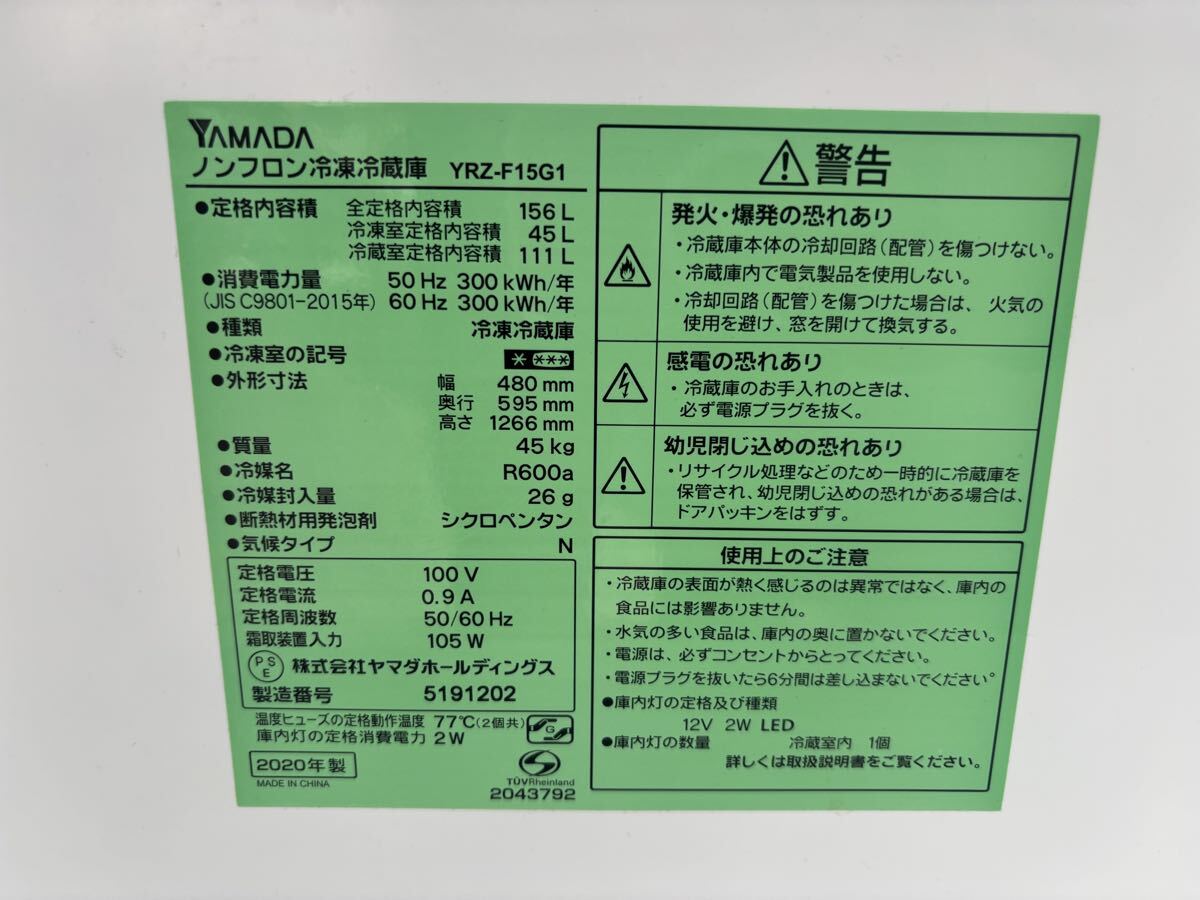 YAMADA
ノンフロン冷凍冷蔵庫 YRZ-F15G1
●定格内容積 全定格内容積 156 L
冷凍室定格内容積 45 L
冷蔵室定格内容積 111 L
●消費電力量 50 Hz 300 kWh/年
(JIS C9801-2015年) 60 Hz 300 kWh/年
●種類 冷凍冷蔵庫
●冷凍室の記号
●外形寸法 幅 480 mm
奥行 595 mm
高さ 1266 mm
●質量 45 kg
●冷媒名 R600a
●冷媒封入量 26 g
●断熱材用発泡剤 シクロペンタン
●気候タイプ N
定格電圧 100 V
定格電流 0.9 A
定格周波数 50/60 Hz
霜取装置入力 105 W
PSE 株式会社ヤマダホールディングス
製造番号 5191202
温度ヒューズの定格動作温度 77℃(2個共)
G
庫内灯の定格消費電力 2 W
2020年製
MADE IN CHINA
TÜVRheinland
2043792
警告
発火・爆発の恐れあり
・冷蔵庫本体の冷却回路(配管)を傷つけない。
・冷蔵庫内で電気製品を使用しない。
・冷却回路(配管)を傷つけた場合は、火気の
使用を避け、窓を開けて換気する。
感電の恐れあり
・冷蔵庫のお手入れのときは、
必ず電源プラグを抜く。
幼児閉じ込めの恐れあり
・リサイクル処理などのため一時的に冷蔵庫を
保管され、幼児閉じ込めの恐れがある場合は、
ドアパッキンをはずす。
使用上のご注意
・冷蔵庫の表面が熱く感じるのは異常ではなく、庫内の
食品には影響ありません。
・水気の多い食品は、庫内の奥に置かないでください。
・電源は、必ずコンセントからとってください。
・電源プラグを抜いたら6分間は差し込まないでください。
●庫内灯の定格及び種類
12V 2W LED
●庫内灯の数量 冷蔵室内 1個
詳しくは取扱説明書をご覧ください。